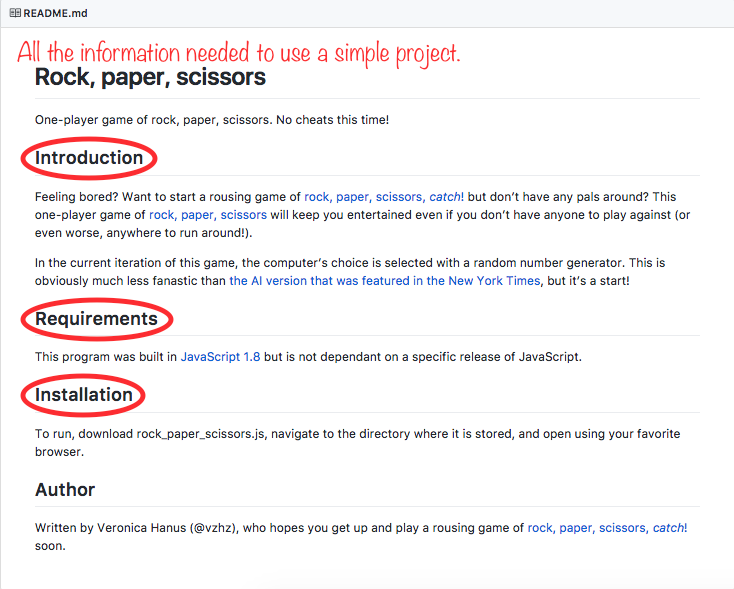 README.md
All the information needed to use a simple project.
Rock, paper, scissors
One-player game of rock, paper, scissors. No cheats this time!
Introduction
Feeling bored? Want to start a rousing game of rock, paper, scissors, catch! but don’t have any pals around? This
one-player game of rock, paper, scissors will keep you entertained even if you don’t have anyone to play against (or
even worse, anywhere to run around!).
In the current iteration of this game, the computer’s choice is selected with a random number generator. This is
obviously much less fanastic than the AI version that was featured in the New York Times, but it’s a start!
Requirements
This program was built in JavaScript 1.8 but is not dependant on a specific release of JavaScript.
Installation
To run, download rock_paper_scissors.js, navigate to the directory where it is stored, and open using your favorite
browser.
Author
Written by Veronica Hanus (@vzhz), who hopes you get up and play a rousing game of rock, paper, scissors, catch!
soon.